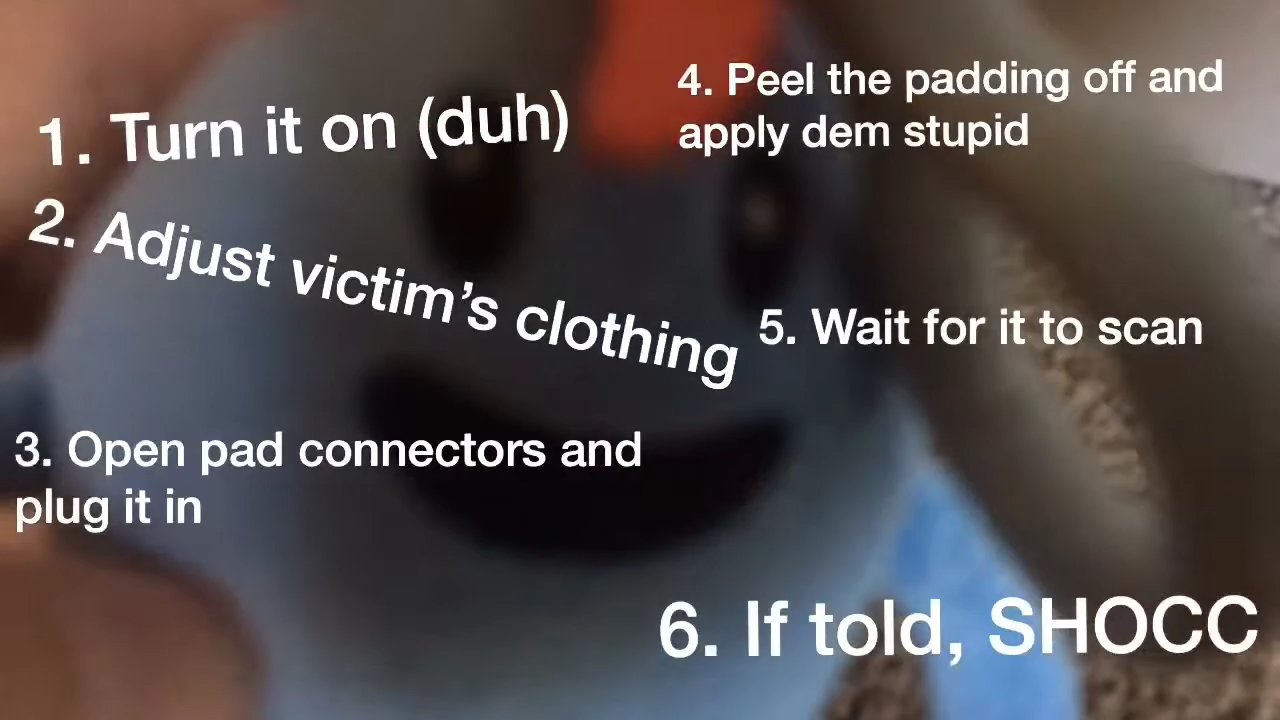 1. Turn it on (duh)
2. Adjust victim’s clothing
3. Open pad connectors and
plug it in
4. Peel the padding off and
apply dem stupid
5. Wait for it to scan
6. If told, SHOCC